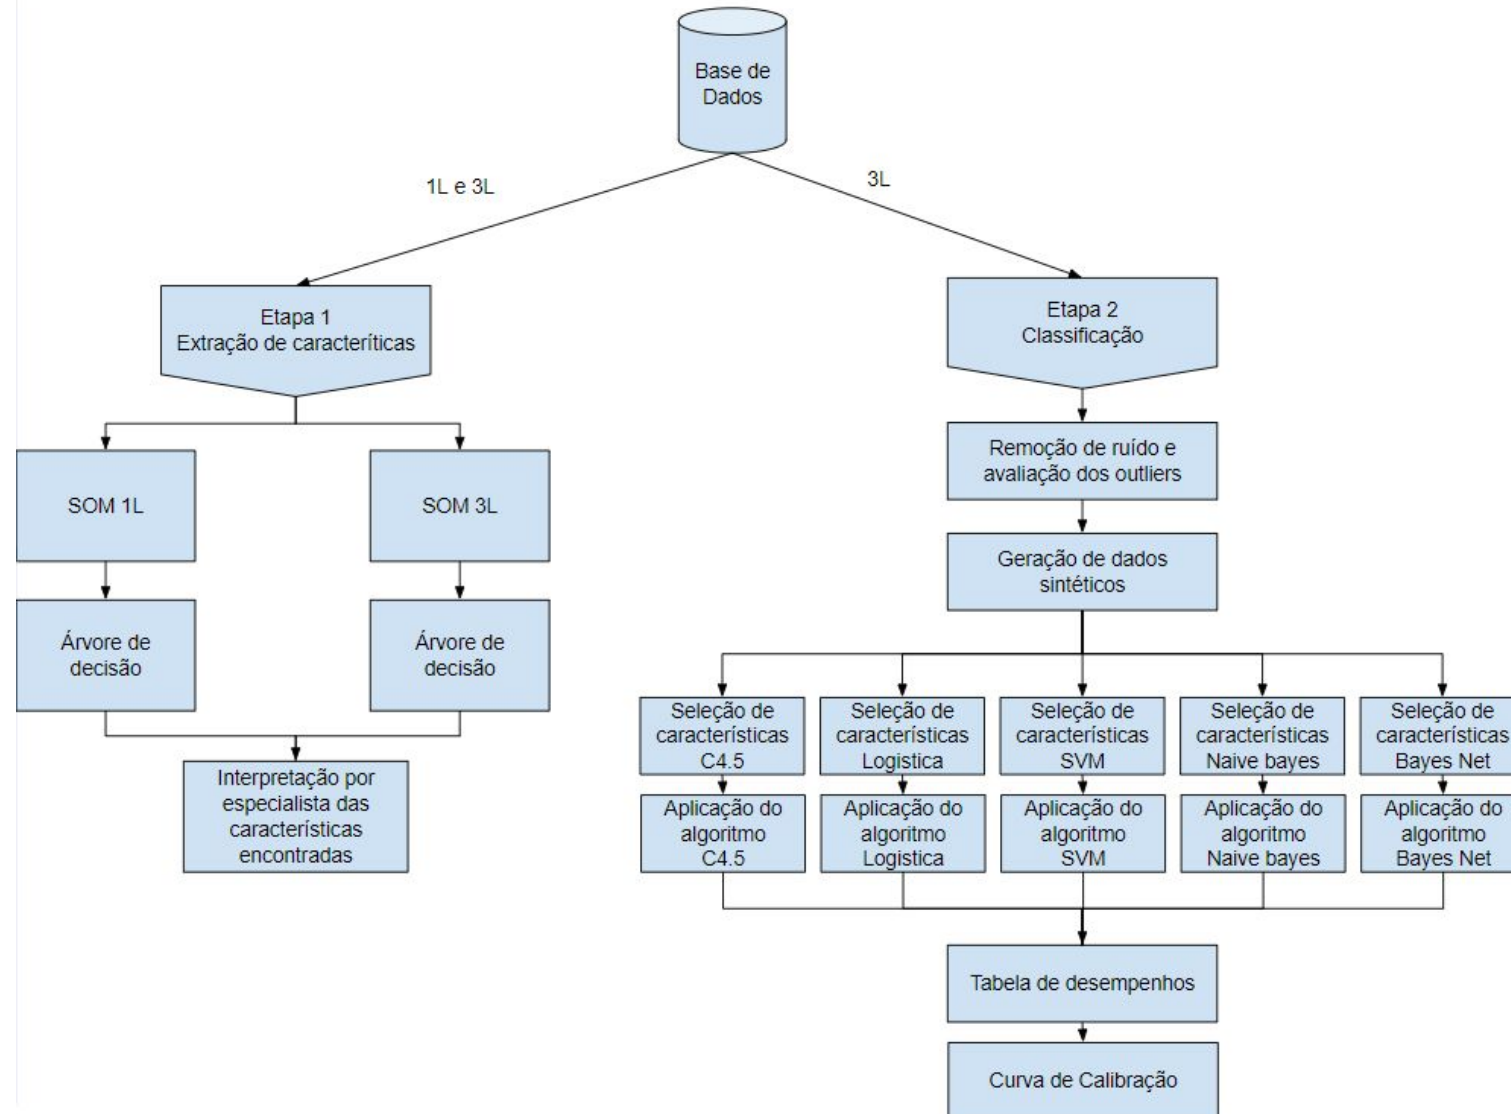 Base de
Dados
1L e 3L
3L
Etapa 1
Extração de caracteríticas
Etapa 2
Classificação
SOM 1L
SOM 3L
Árvore de
decisão
Árvore de
decisão
Interpretação por
especialista das
características
encontradas
Remoção de ruído e
avaliação dos outliers
Geração de dados
sintéticos
Seleção de
características
C4.5
Seleção de
características
Logistica
Seleção de
características
SVM
Seleção de
características
Naive bayes
Seleção de
características
Bayes Net
Aplicação do
algoritmo
C4.5
Aplicação do
algoritmo
Logistica
Aplicação do
algoritmo
SVM
Aplicação do
algoritmo
Naive bayes
Aplicação do
algoritmo
Bayes Net
Tabela de desempenhos
Curva de Calibração